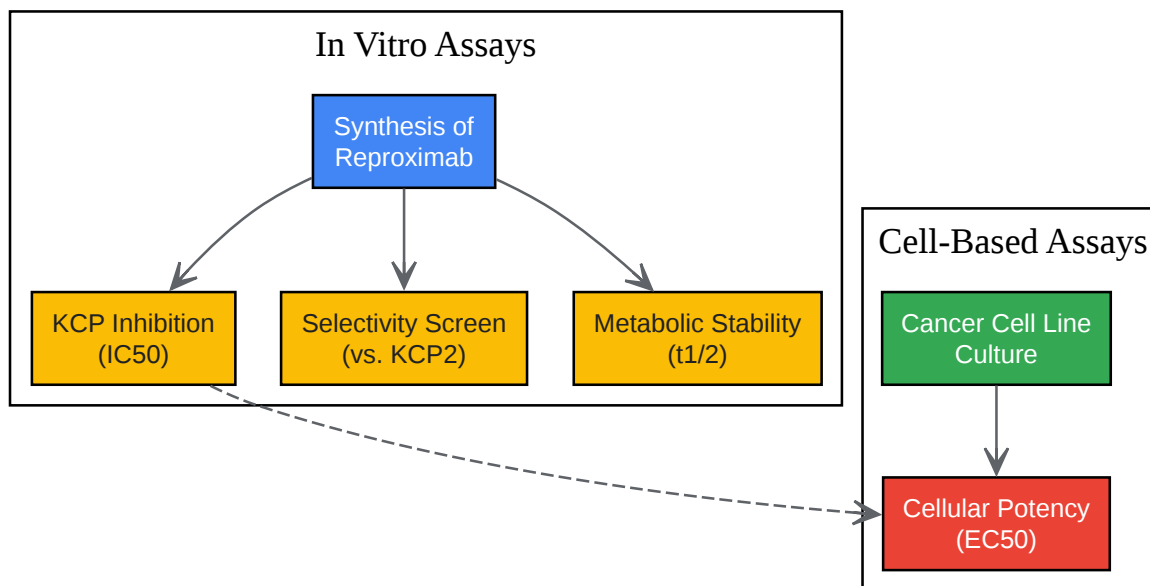 In Vitro Assays
Synthesis of
Reproximab
KCP Inhibition
(IC50)
Selectivity Screen
(vs. KCP2)
Metabolic Stability
(t1/2)
Cell-Based Assays
Cancer Cell Line
Culture
Cellular Potency
(EC50)